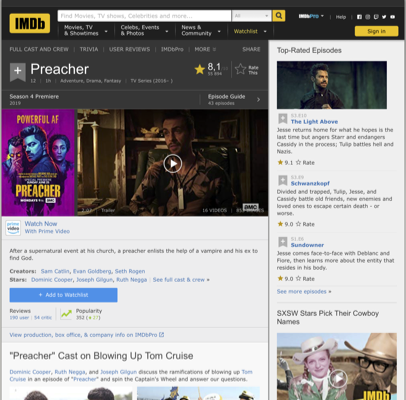 IMDb
Find Movies, TV shows, Celebrities and more...
All
IMDbPro
Help
Movies, TV
& Showtimes
Celebs, Events
& Photos
News &
Community
Watchlist
Sign in
FULL CAST AND CREW | TRIVIA | USER REVIEWS | IMDbPro | MORE
SHARE
Preacher
8,1
Rate
This
1h | Adventure, Drama, Fantasy | TV Series (2016– )
Season 4 Premiere
2019
Episode Guide
43 episodes
POWERFUL AF
PREACHER
MONDAYS
aMC
Trailer
16 VIDEOS
aMC
prime video
Watch Now
With Prime Video
After a supernatural event at his church, a preacher enlists the help of a vampire and his ex to
find God.
Creators: Sam Catlin, Evan Goldberg, Seth Rogen
Stars: Dominic Cooper, Joseph Gilgun, Ruth Negga | See full cast & crew »
+ Add to Watchlist
Reviews
190 user | 54 critic
Popularity
352
View production, box office, & company info on IMDbPro
"Preacher" Cast on Blowing Up Tom Cruise
Dominic Cooper, Ruth Negga, and Joseph Gilgun discuss the ramifications of blowing up Tom
Cruise in an episode of "Preacher" and spin the Captain's Wheel and answer our questions.
Top-Rated Episodes
The Light Above
Jesse returns home for what he hopes is the
last time but angers Starr and endangers
Cassidy in the process; Tulip battles hell and
Nazis.
9.1 Rate
S3.E9
Schwanzkopf
Divided and trapped, Tulip, Jesse, and
Cassidy battle old friends, new enemies and
loved ones to escape certain death - or
worse.
9.0 Rate
Sundowner
Jesse comes face-to-face with Deblanc and
Fiore, then learns more about the entity that
resides in his body.
9.0 Rate
See more episodes »
SXSW Stars Pick Their Cowboy
Names
IMDb